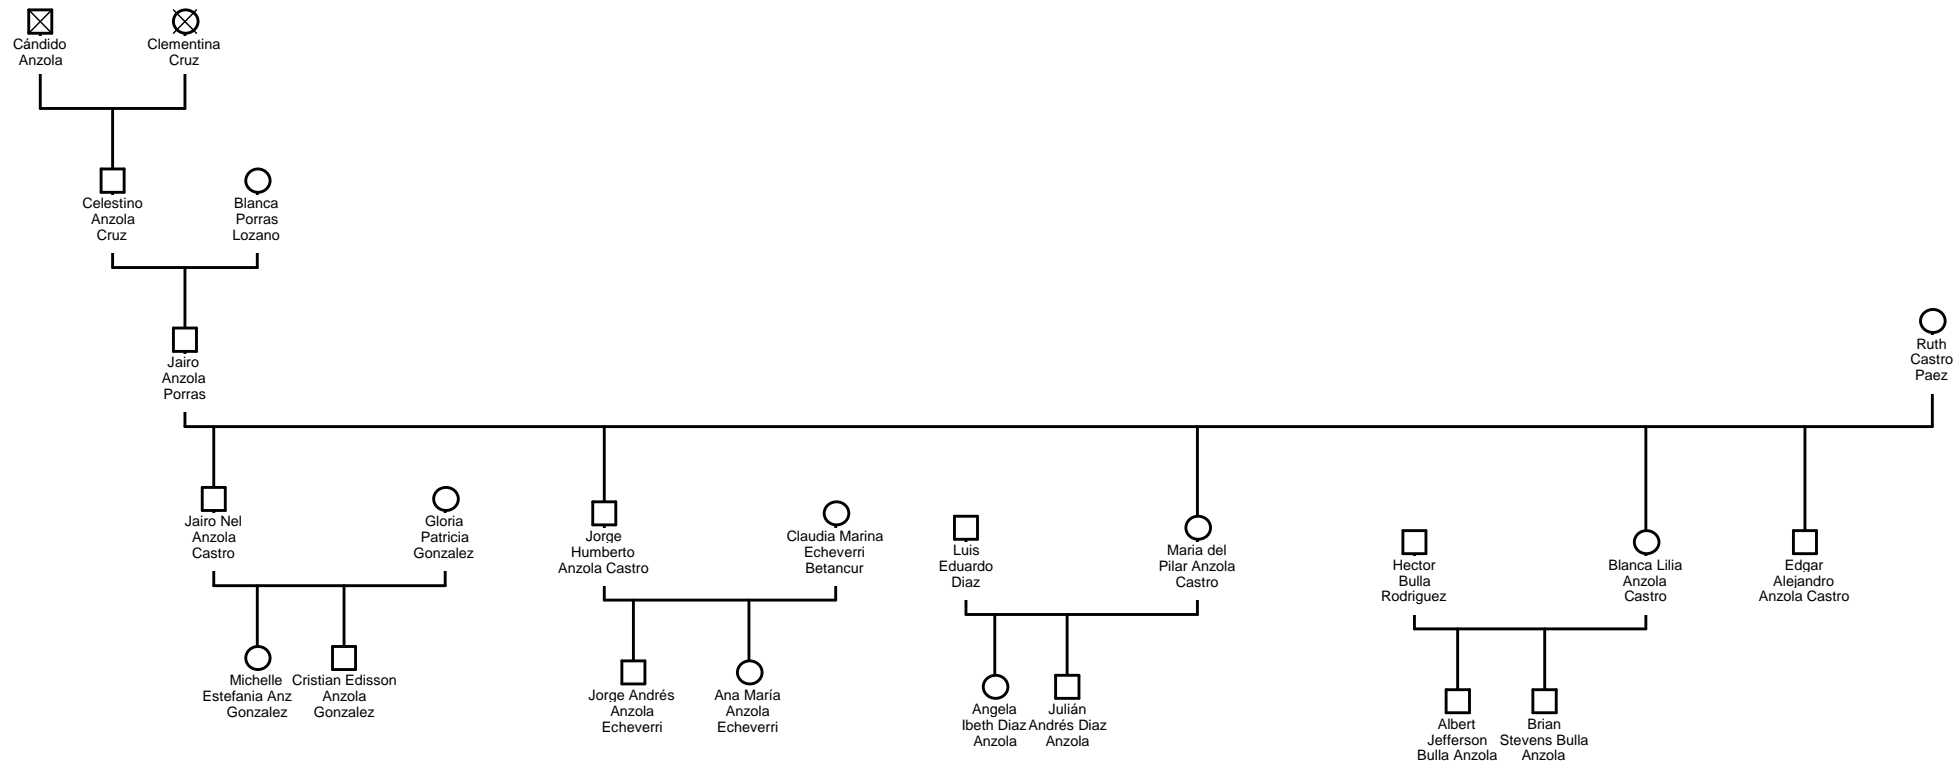 Cándido
Anzola
Clementina
Cruz
Celestino
Anzola
Cruz
Blanca
Porras
Lozano
Jairo
Anzola
Porras
Ruth
Castro
Paez
Jairo Nel
Anzola
Castro
Gloria
Patricia
Gonzalez
Jorge
Humberto
Anzola Castro
Claudia Marina
Echeverri
Betancur
Luis
Eduardo
Diaz
Maria del
Pilar Anzola
Castro
Hector
Bulla
Rodriguez
Blanca Lilia
Anzola
Castro
Edgar
Alejandro
Anzola Castro
Michelle
Estefania Anz
Gonzalez
Cristian Edisson
Anzola
Gonzalez
Jorge Andrés
Anzola
Echeverri
Ana María
Anzola
Echeverri
Angela
Ibeth Diaz
Anzola
Julián
Andrés Diaz
Anzola
Albert
Jefferson
Bulla Anzola
Brian
Stevens Bulla
Anzola